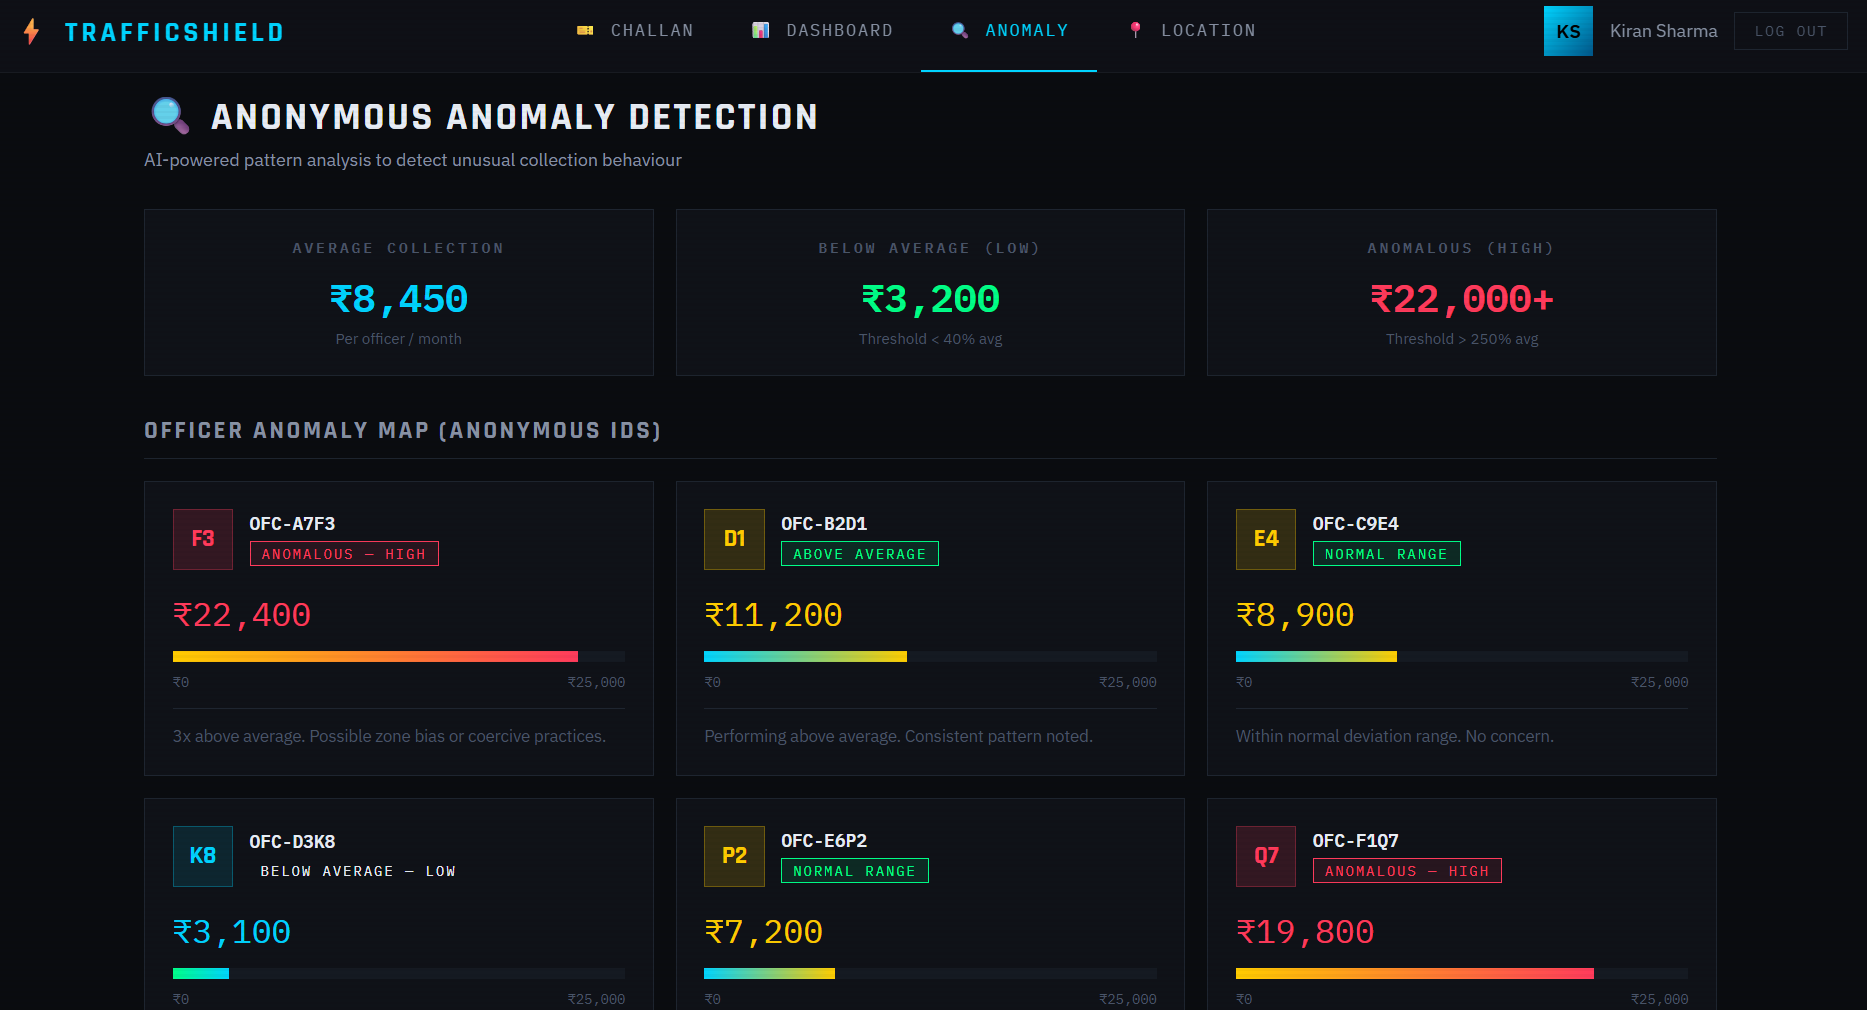 TRAFFICSHIELD
CHALLAN
DASHBOARD
ANOMALY
LOCATION
KS
Kiran Sharma
LOG OUT
ANONYMOUS ANOMALY DETECTION
AI-powered pattern analysis to detect unusual collection behaviour
AVERAGE COLLECTION
₹8,450
Per officer / month
BELOW AVERAGE (LOW)
₹3,200
Threshold < 40% avg
ANOMALOUS (HIGH)
₹22,000+
Threshold > 250% avg
OFFICER ANOMALY MAP (ANONYMOUS IDS)
F3
OFC-A7F3
ANOMALOUS — HIGH
₹22,400
₹0
₹25,000
3x above average. Possible zone bias or coercive practices.
D1
OFC-B2D1
ABOVE AVERAGE
₹11,200
₹0
₹25,000
Performing above average. Consistent pattern noted.
E4
OFC-C9E4
NORMAL RANGE
₹8,900
₹0
₹25,000
Within normal deviation range. No concern.
K8
OFC-D3K8
BELOW AVERAGE — LOW
₹3,100
₹0
₹25,000
P2
OFC-E6P2
NORMAL RANGE
₹7,200
₹0
₹25,000
Q7
OFC-F1Q7
ANOMALOUS — HIGH
₹19,800
₹0
₹25,000